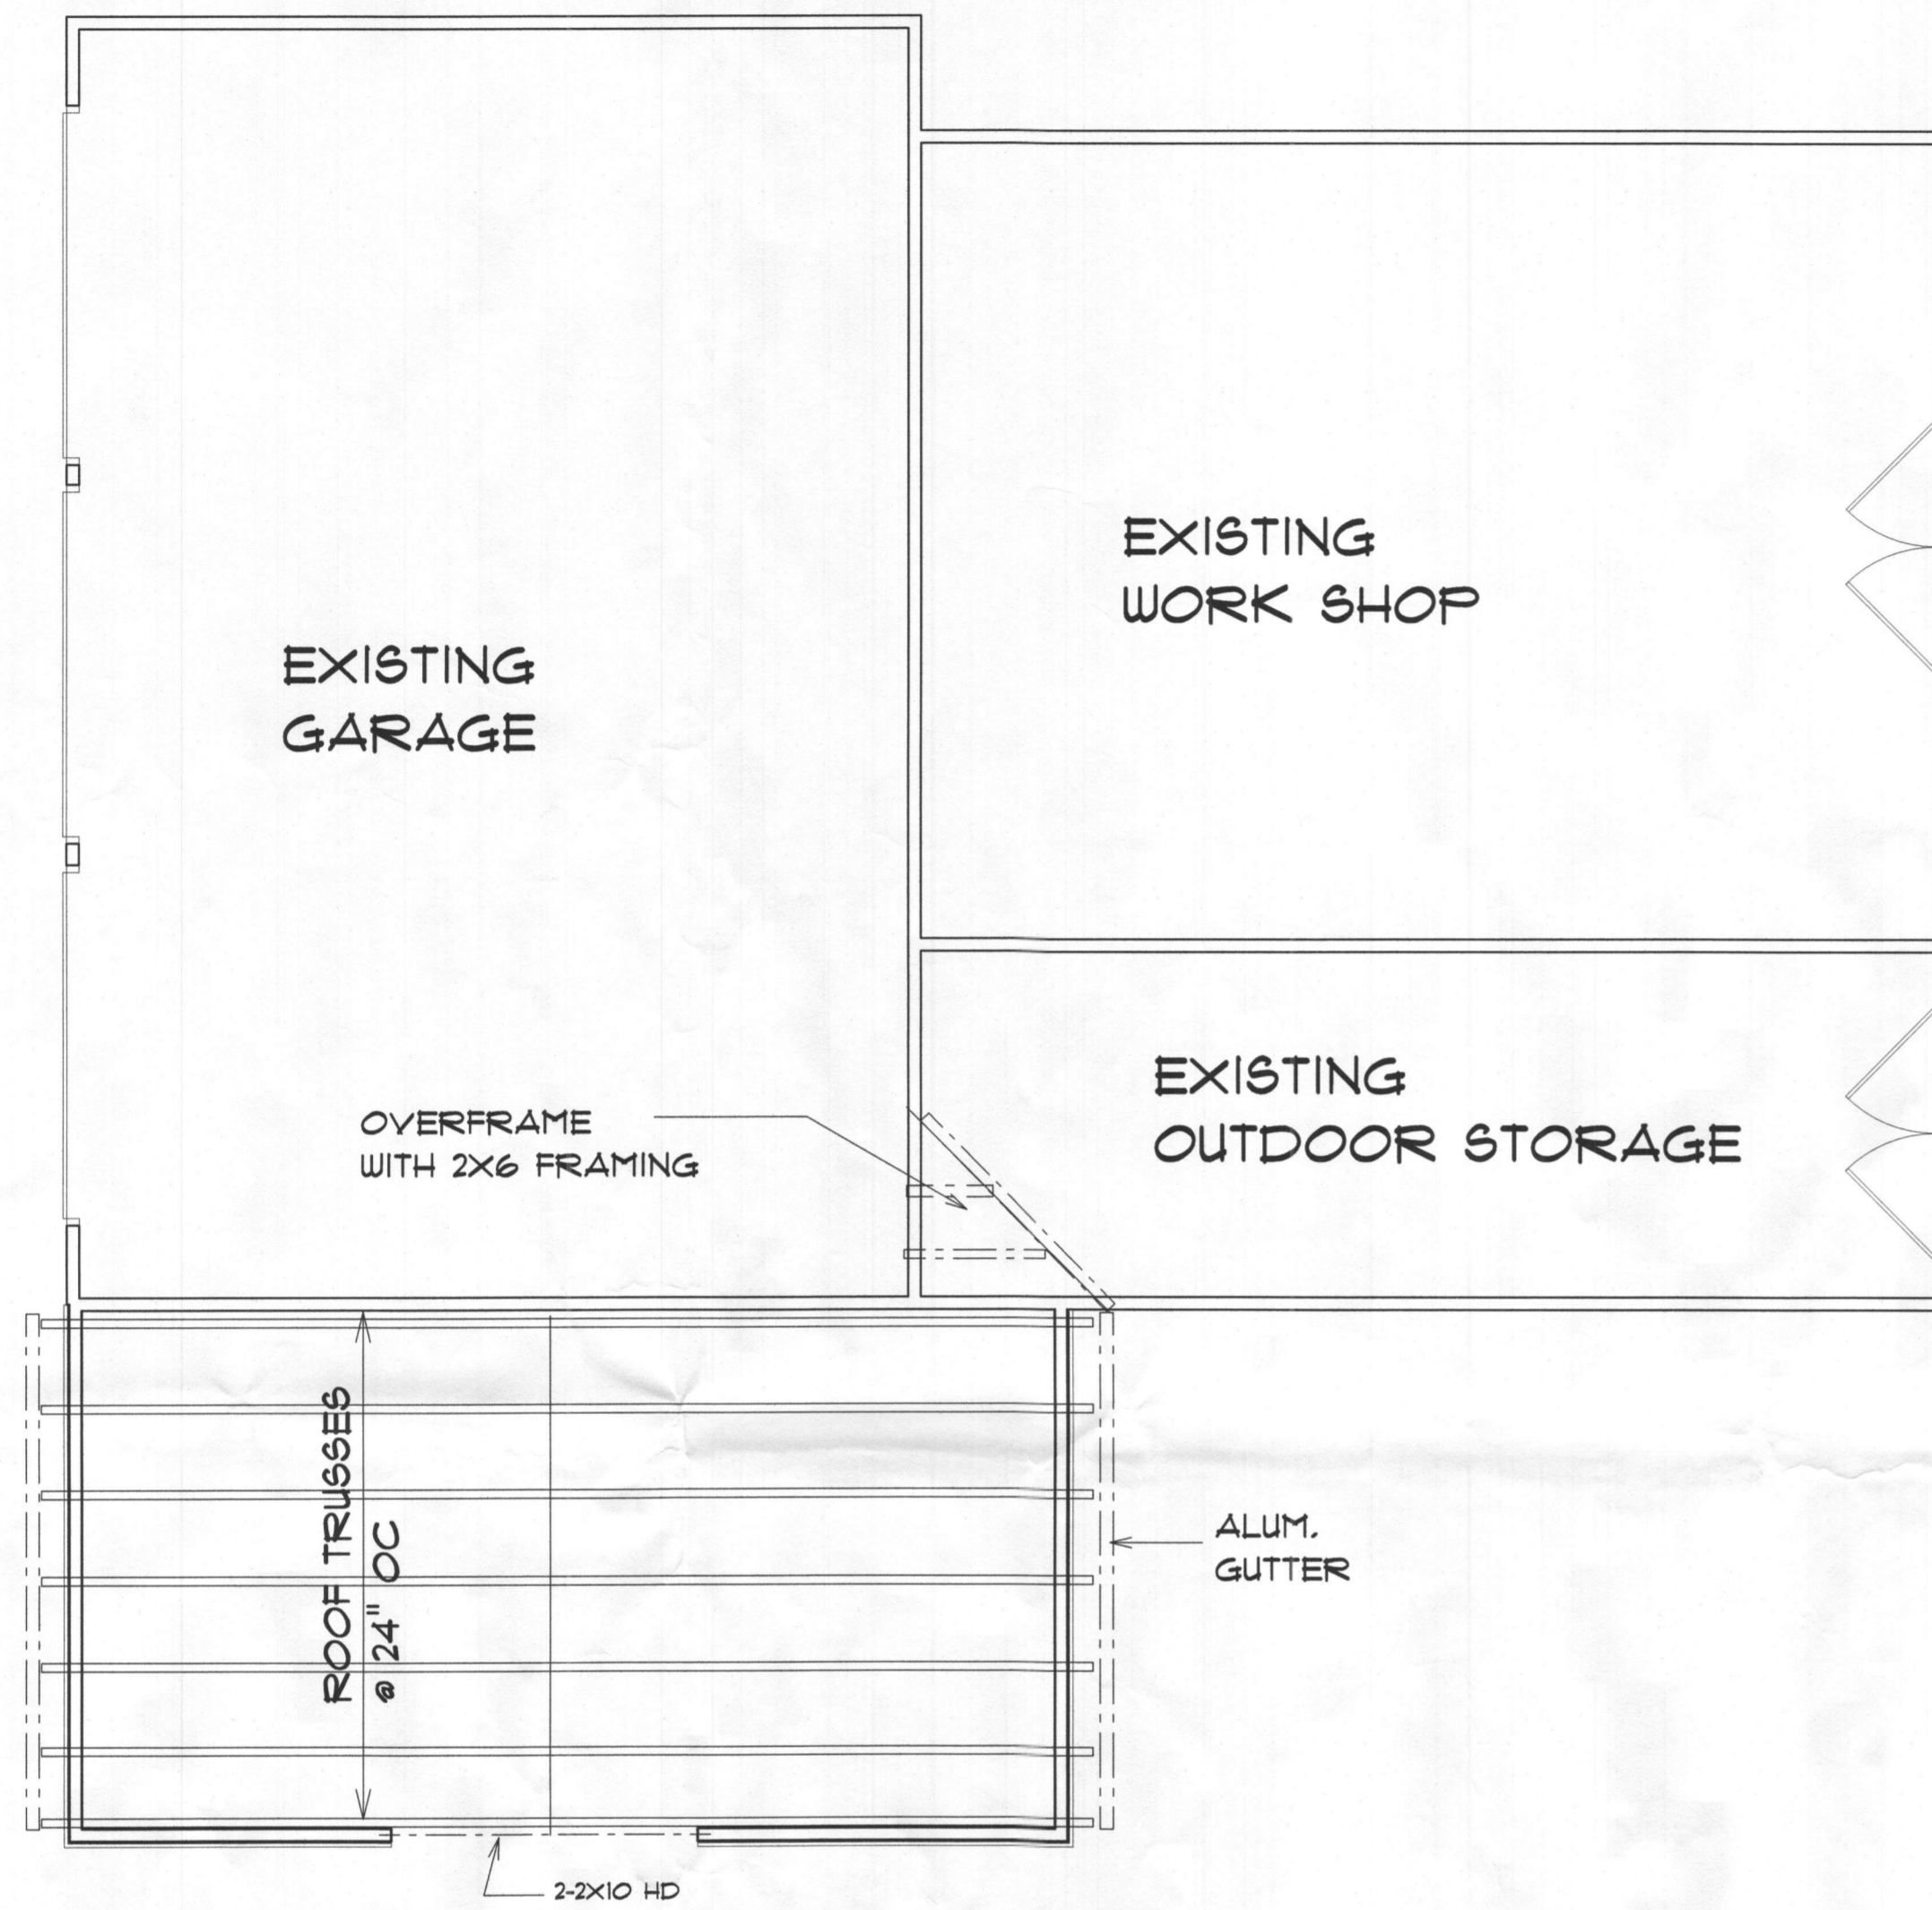 EXISTING
WORK SHOP
EXISTING
GARAGE
EXISTING
OUTDOOR STORAGE
OVERFRAME
WITH 2X6 FRAMING
ROOF TRUSSES
@ 24" OC
ALUM.
GUTTER
2-2X10 HD